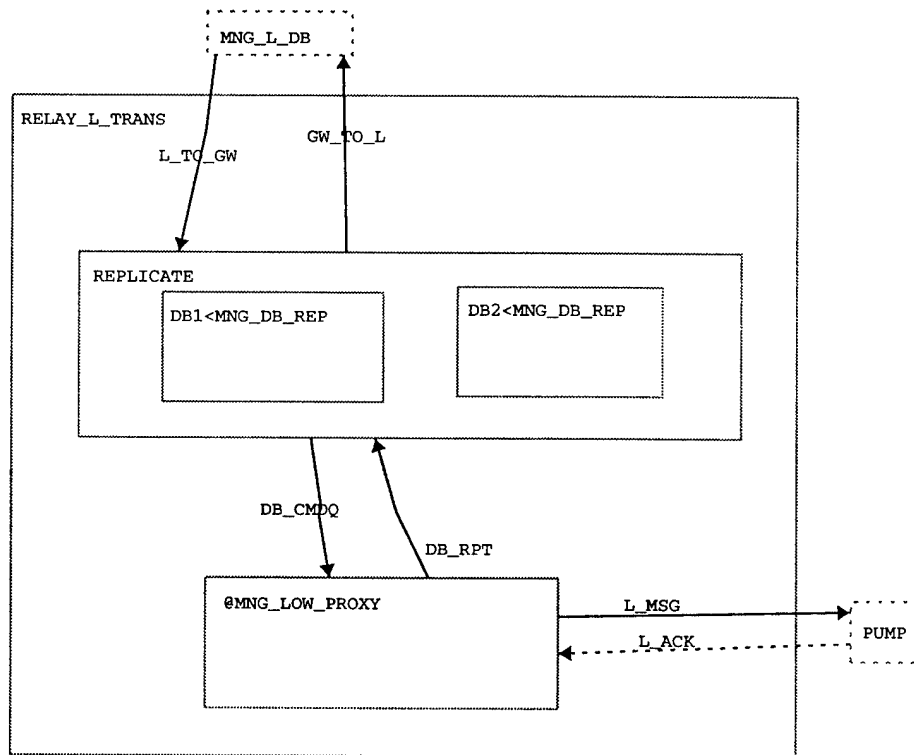 MNG_L_DB
RELAY_L_TRANS
GW_TO_L
L_TO_GW
REPLICATE
DB1<MNG_DB_REP
DB2<MNG_DB_REP
DB_CMDQ
DB_RPT
@MNG_LOW_PROXY
L_MSG
PUMP
L_ACK